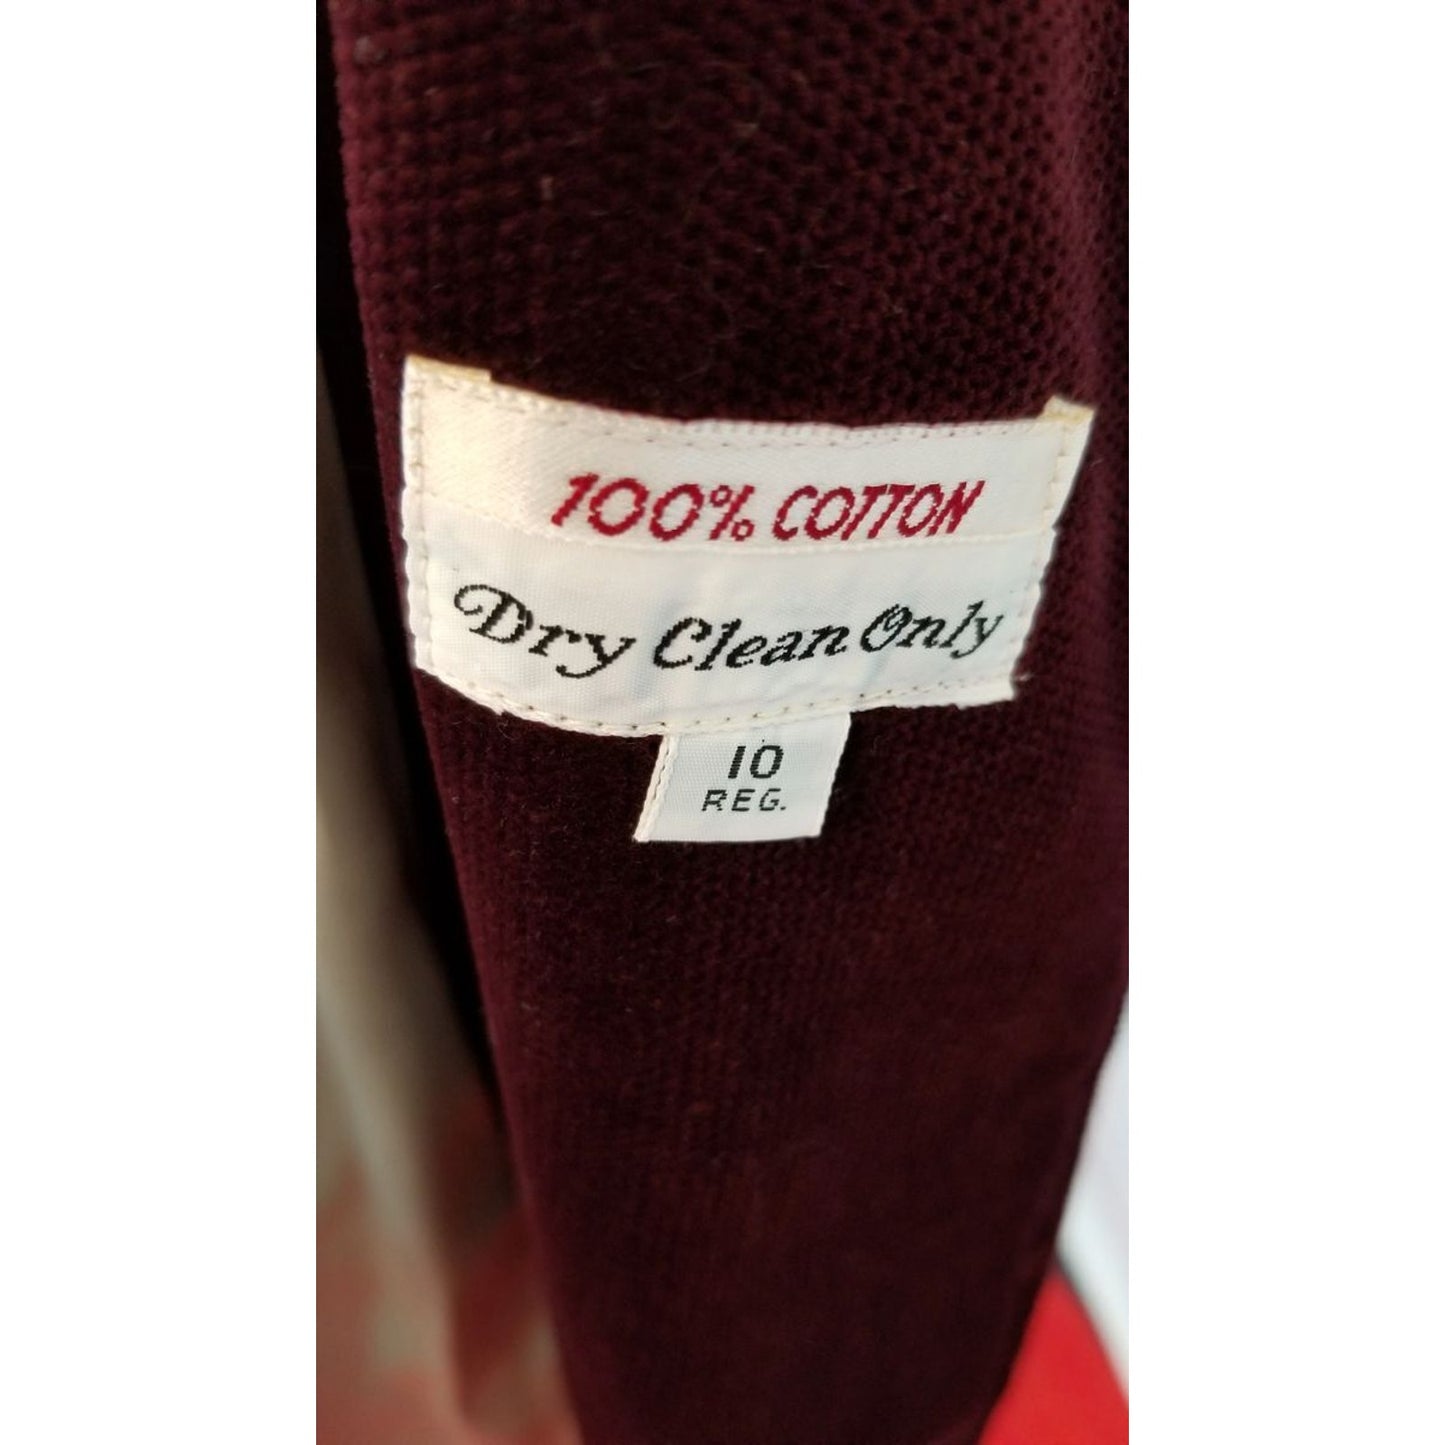 100% COTTON
Dry Clean Only
10
REG.